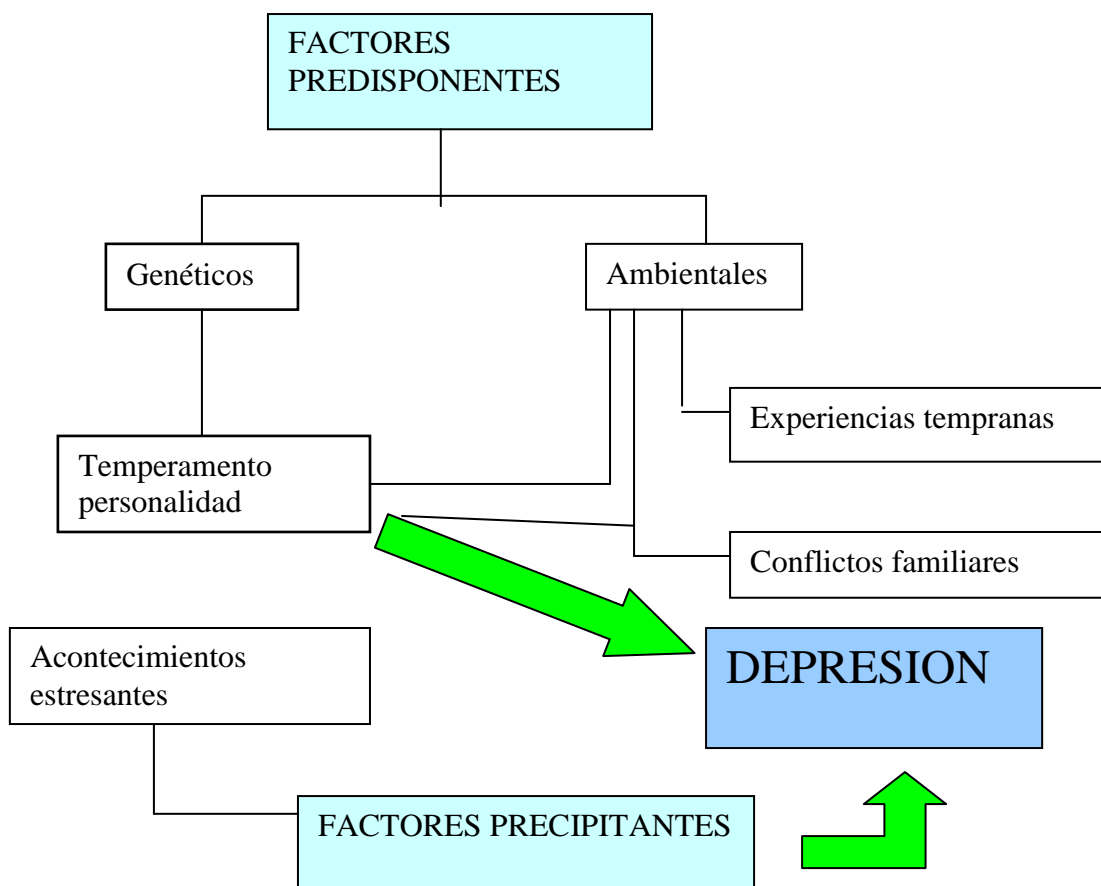 FACTORES
PREDISPONENTES
Genéticos
Ambientales
Experiencias tempranas
Temperamento
personalidad
Conflictos familiares
Acontecimientos
estresantes
DEPRESION
FACTORES PRECIPITANTES